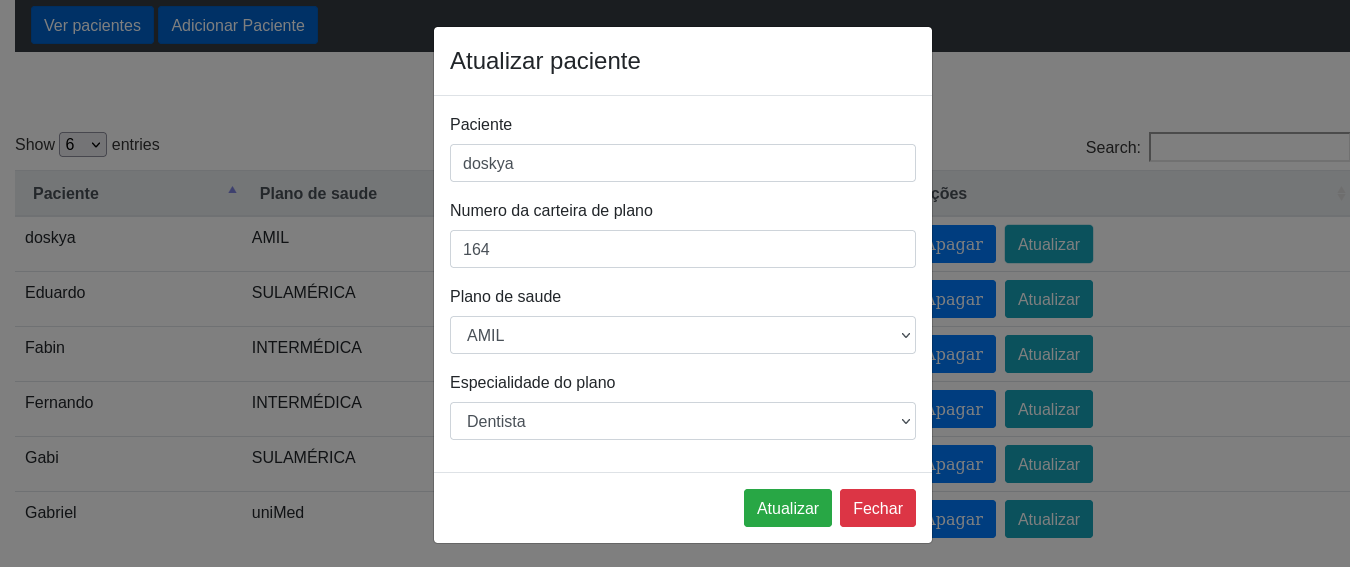 Ver pacientes Adicionar Paciente
Atualizar paciente
Paciente
doskya
Numero da carteira de plano
164
Plano de saude
AMIL
Especialidade do plano
Dentista
Atualizar Fechar
Show 6 entries
Search:
Paciente Plano de saude ções
doskya AMIL Apagar Atualizar
Eduardo SULAMÉRICA Apagar Atualizar
Fabin INTERMÉDICA Apagar Atualizar
Fernando INTERMÉDICA Apagar Atualizar
Gabi SULAMÉRICA Apagar Atualizar
Gabriel uniMed Apagar Atualizar